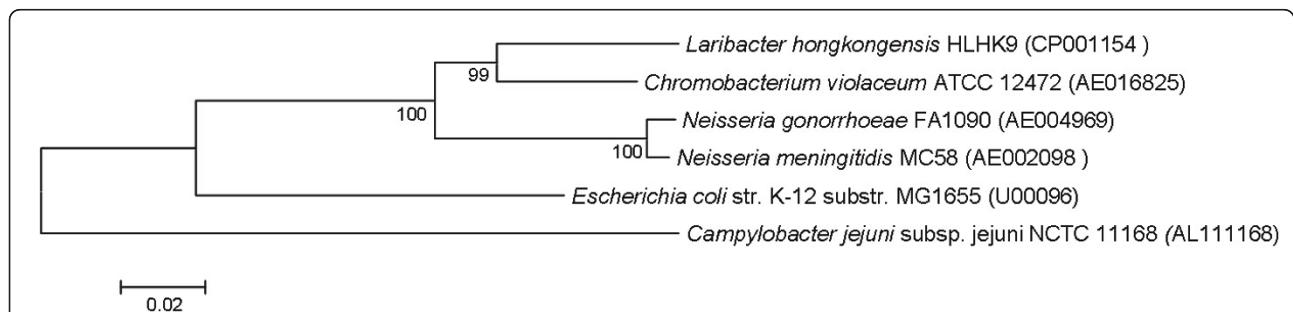 Laribacter hongkongensis HLHK9 (CP001154 )
99
Chromobacterium violaceum ATCC 12472 (AE016825)
100
Neisseria gonorrhoeae FA1090 (AE004969)
100
Neisseria meningitidis MC58 (AE002098 )
Escherichia coli str. K-12 substr. MG1655 (U00096)
Campylobacter jejuni subsp. jejuni NCTC 11168 (AL111168)
0.02